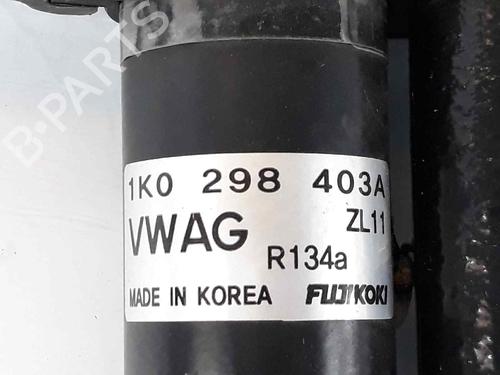 B-PARTS
1K0 298 403A
VWAG ZL11
R134a
MADE IN KOREA FUJIKOKI